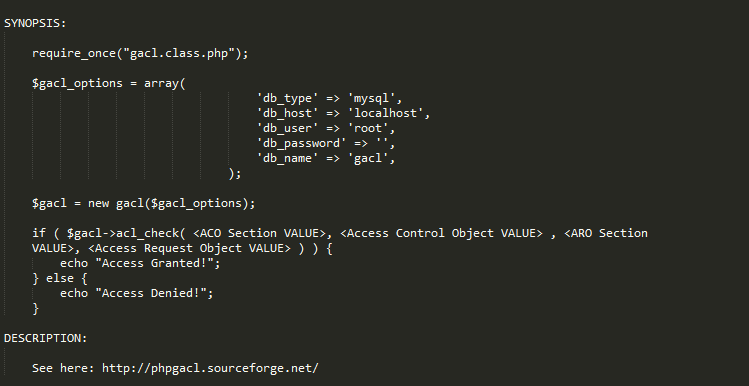 SYNOPSIS:
require_once("gacl.class.php");
$gacl_options = array(
'db_type' => 'mysql',
'db_host' => 'localhost',
'db_user' => 'root',
'db_password' => '',
'db_name' => 'gacl',
);
$gacl = new gacl($gacl_options);
if ( $gacl->acl_check( <ACO Section VALUE>, <Access Control Object VALUE> , <ARO Section
VALUE>, <Access Request Object VALUE> ) ) {
echo "Access Granted!";
} else {
echo "Access Denied!";
}
DESCRIPTION:
See here: http://phpgacl.sourceforge.net/